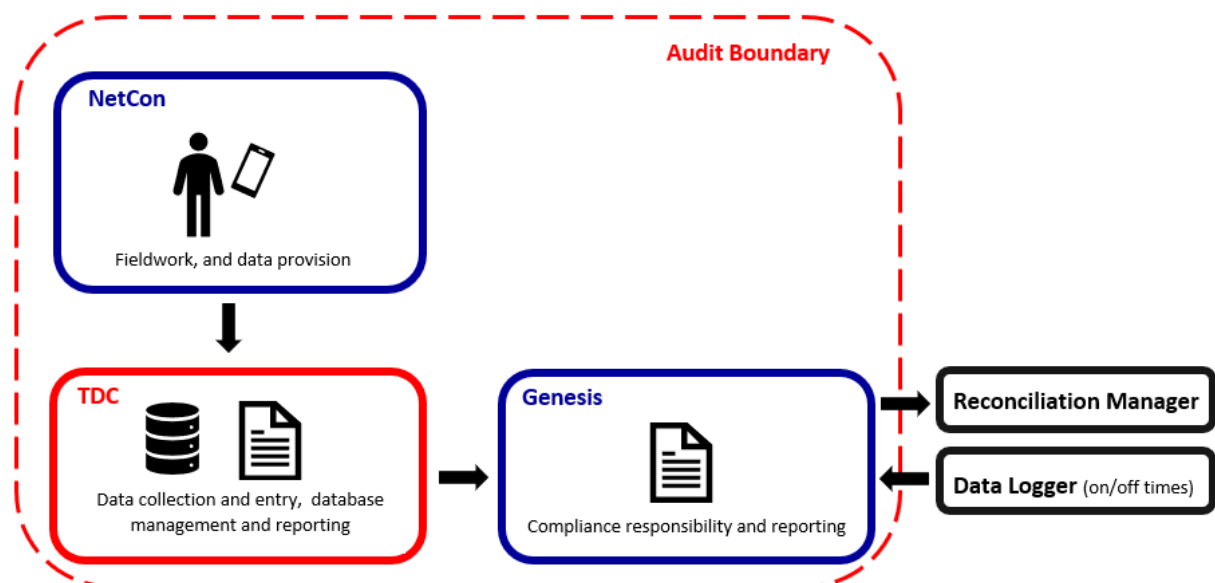 Audit Boundary
NetCon
Fieldwork, and data provision
TDC
Data collection and entry, database
management and reporting
Genesis
Compliance responsibility and reporting
Reconciliation Manager
Data Logger (on/off times)